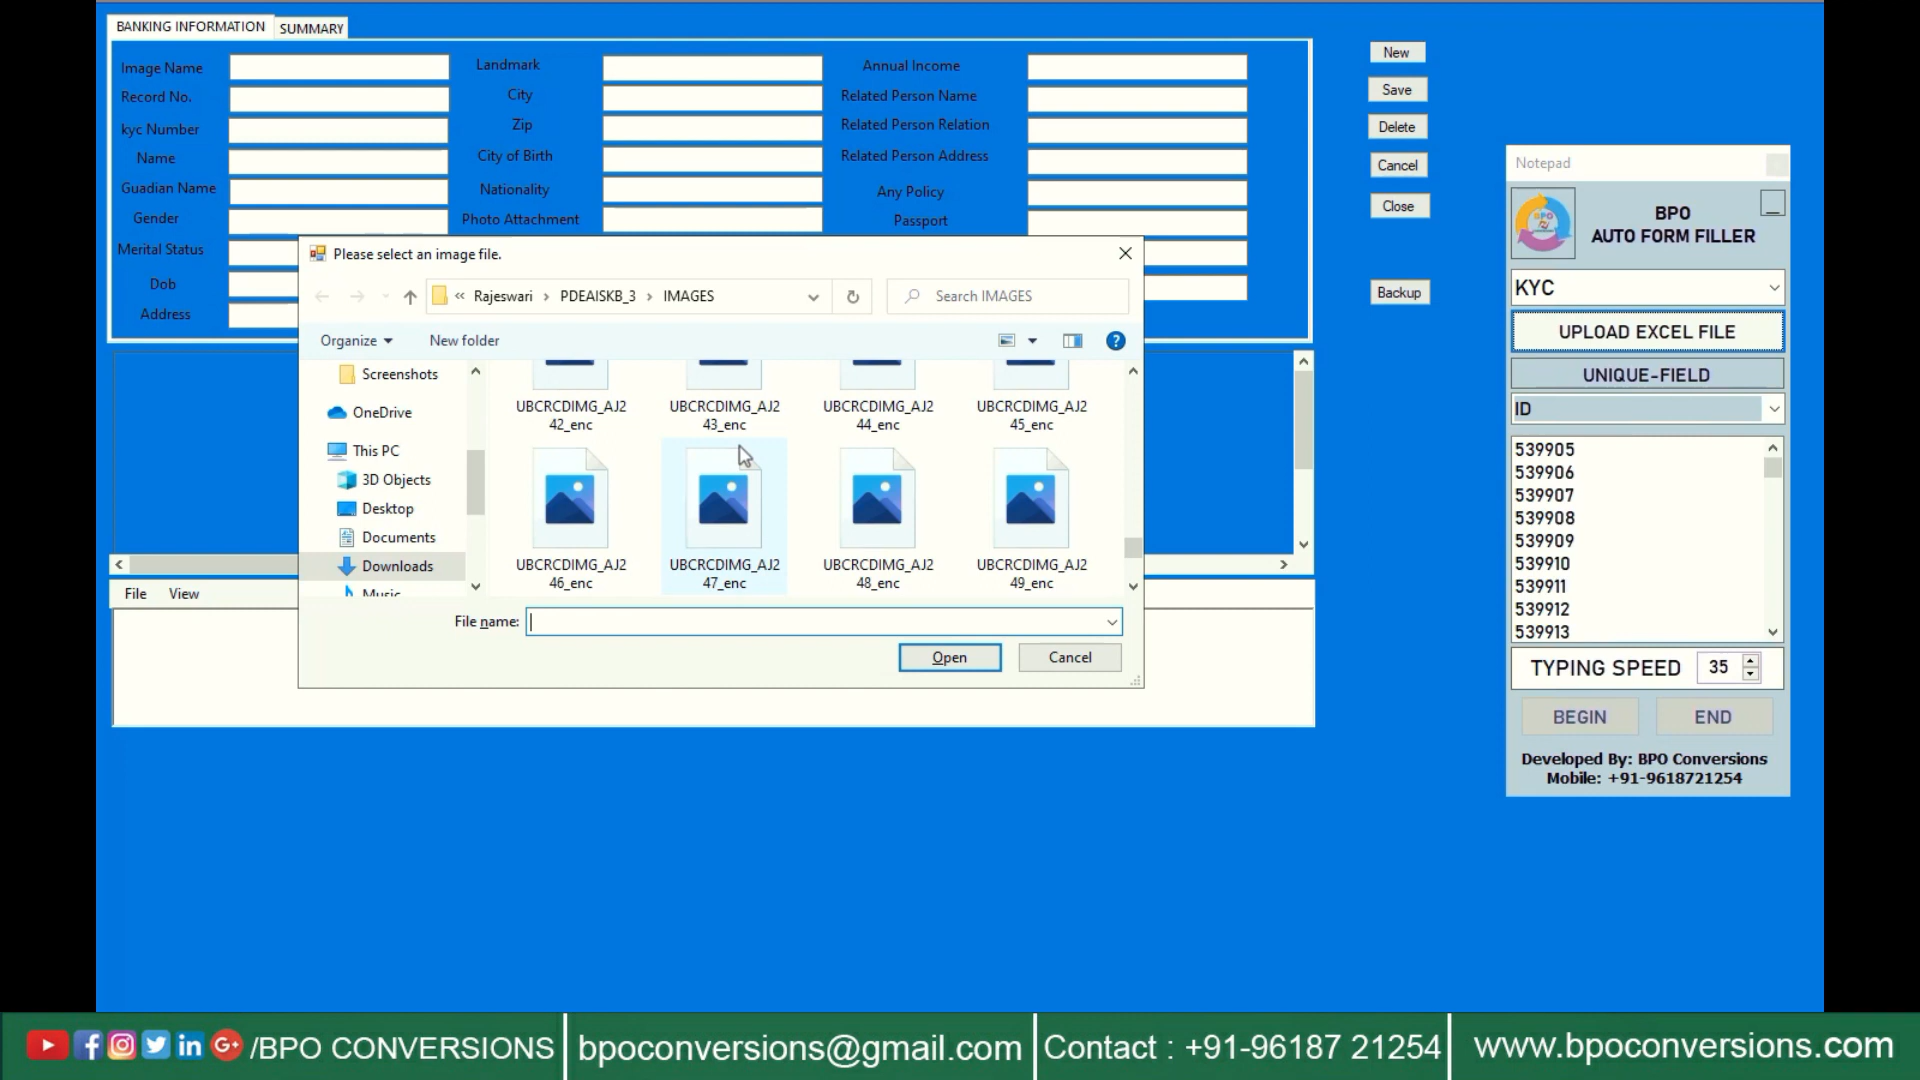 BANKING INFORMATION
SUMMARY
Image Name
Record No.
kyc Number
Name
Guadian Name
Gender
Merital Status
Dob
Address
Landmark
City
Zip
City of Birth
Nationality
Photo Attachment
Annual Income
Related Person Name
Related Person Relation
Related Person Address
Any Policy
Passport
New
Save
Delete
Cancel
Close
Backup
Please select an image file.
« Rajeswari › PDEAISKB_3 › IMAGES
Search IMAGES
Organize
New folder
Screenshots
OneDrive
This PC
3D Objects
Desktop
Documents
Downloads
Music
UBCRCDIMG_AJ2
42_enc
UBCRCDIMG_AJ2
43_enc
UBCRCDIMG_AJ2
44_enc
UBCRCDIMG_AJ2
45_enc
UBCRCDIMG_AJ2
46_enc
UBCRCDIMG_AJ2
47_enc
UBCRCDIMG_AJ2
48_enc
UBCRCDIMG_AJ2
49_enc
File name:
Open
Cancel
File View
Notepad
BPO
BPO
AUTO FORM FILLER
KYC
UPLOAD EXCEL FILE
UNIQUE-FIELD
ID
539905
539906
539907
539908
539909
539910
539911
539912
539913
TYPING SPEED 35
BEGIN
END
Developed By: BPO Conversions
Mobile: +91-9618721254
/BPO CONVERSIONS
bpoconversions@gmail.com
Contact : +91-96187 21254
www.bpoconversions.com